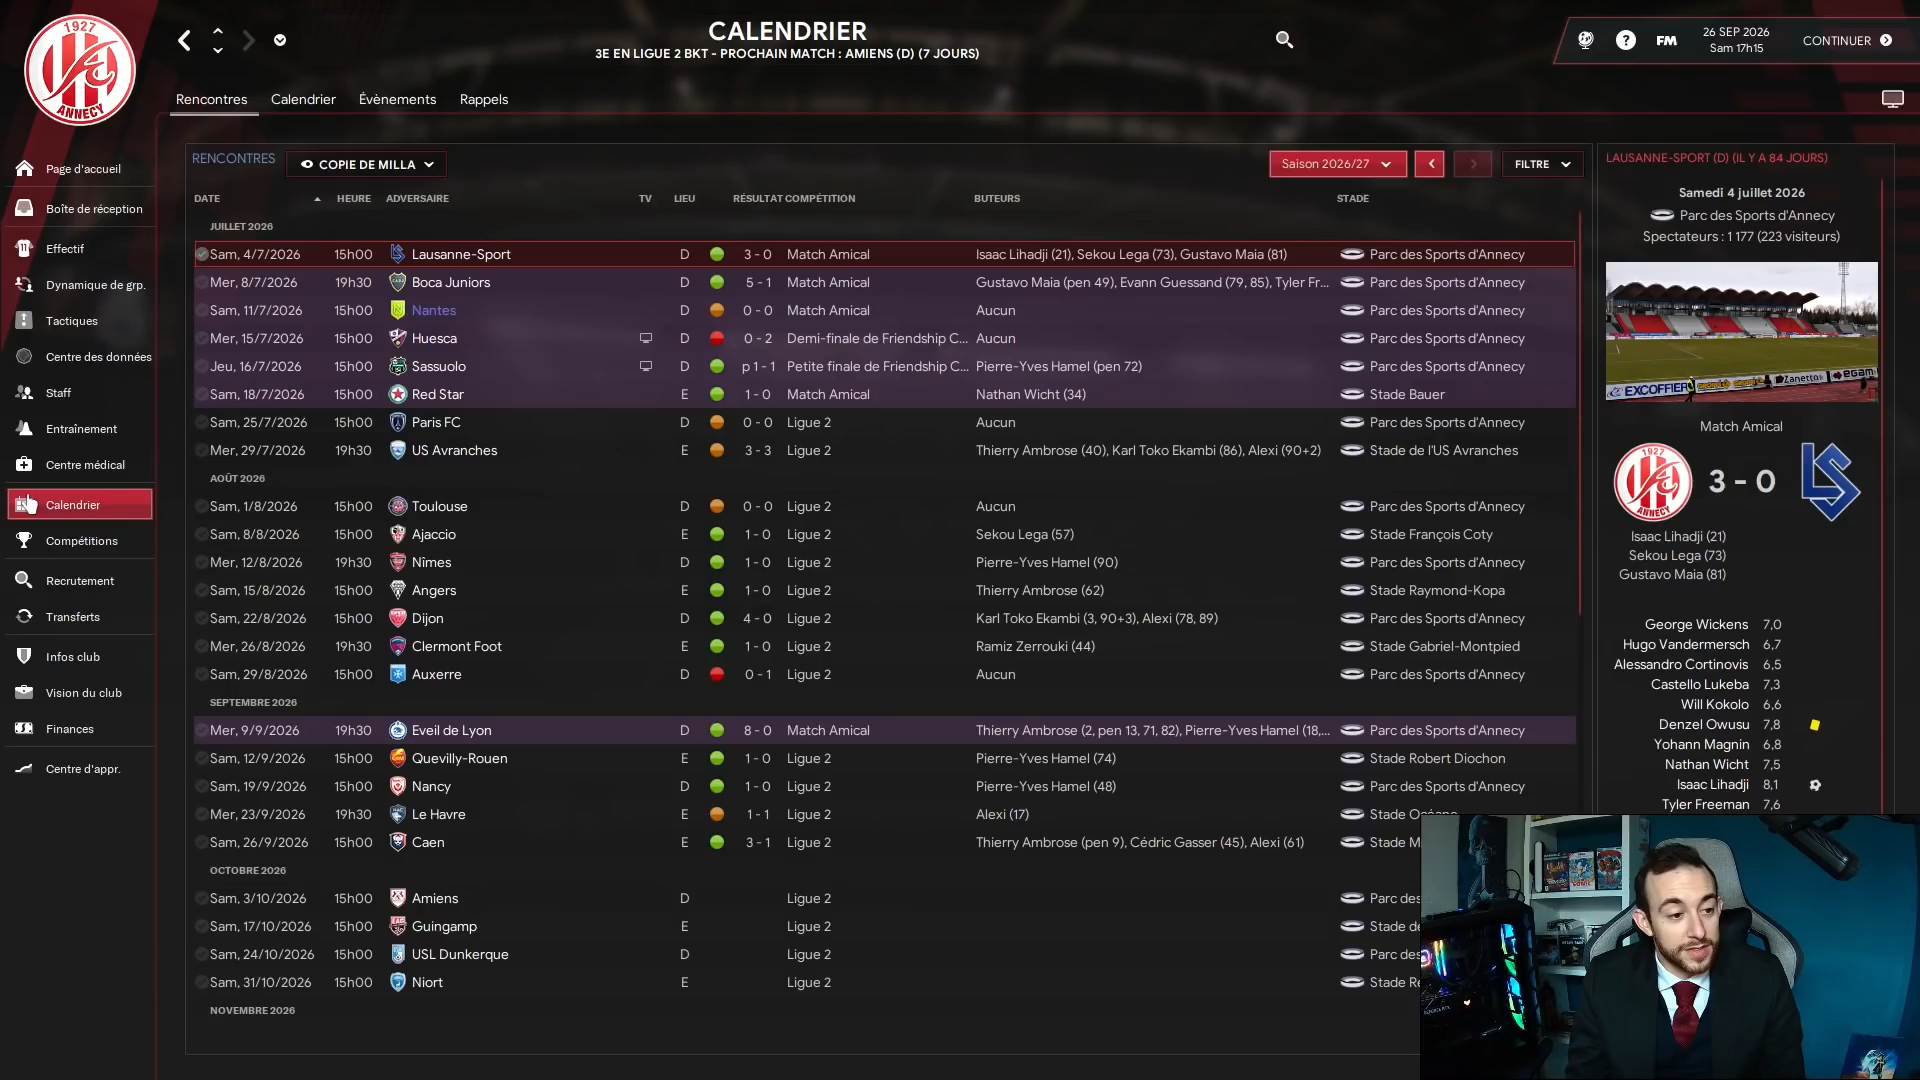 1927
ANNECY
CALENDRIER
3E EN LIGUE 2 BKT - PROCHAIN MATCH : AMIENS (D) (7 JOURS)
FM
26 SEP 2026
Sam 17h15
CONTINUER
Rencontres Calendrier Évènements Rappels
Page d'accueil
Boîte de réception
Effectif
Dynamique de grp.
Tactiques
Centre des données
Staff
Entraînement
Centre médical
Calendrier
Compétitions
Recrutement
Transferts
Infos club
Vision du club
Finances
Centre d'appr.
RENCONTRES COPIE DE MILLA Saison 2026/27 FILTRE
DATE HEURE ADVERSAIRE TV LIEU RÉSULTAT COMPÉTITION BUTEURS STADE
JUILLET 2026
Sam, 4/7/2026 15h00 Lausanne-Sport D 3 - 0 Match Amical Isaac Lihadji (21), Sekou Lega (73), Gustavo Maia (81) Parc des Sports d'Annecy
Mer, 8/7/2026 19h30 Boca Juniors D 5 - 1 Match Amical Gustavo Maia (pen 49), Evann Guessand (79, 85), Tyler Fr... Parc des Sports d'Annecy
Sam, 11/7/2026 15h00 Nantes D 0 - 0 Match Amical Aucun Parc des Sports d'Annecy
Mer, 15/7/2026 15h00 Huesca D 0 - 2 Demi-finale de Friendship C... Aucun Parc des Sports d'Annecy
Jeu, 16/7/2026 15h00 Sassuolo D p 1 - 1 Petite finale de Friendship C... Pierre-Yves Hamel (pen 72) Parc des Sports d'Annecy
Sam, 18/7/2026 15h00 Red Star E 1 - 0 Match Amical Nathan Wicht (34) Stade Bauer
Sam, 25/7/2026 15h00 Paris FC D 0 - 0 Ligue 2 Aucun Parc des Sports d'Annecy
Mer, 29/7/2026 19h30 US Avranches E 3 - 3 Ligue 2 Thierry Ambrose (40), Karl Toko Ekambi (86), Alexi (90+2) Stade de l'US Avranches
AOÛT 2026
Sam, 1/8/2026 15h00 Toulouse D 0 - 0 Ligue 2 Aucun Parc des Sports d'Annecy
Sam, 8/8/2026 15h00 Ajaccio E 1 - 0 Ligue 2 Sekou Lega (57) Stade François Coty
Mer, 12/8/2026 19h30 Nîmes D 1 - 0 Ligue 2 Pierre-Yves Hamel (90) Parc des Sports d'Annecy
Sam, 15/8/2026 15h00 Angers E 1 - 0 Ligue 2 Thierry Ambrose (62) Stade Raymond-Kopa
Sam, 22/8/2026 15h00 Dijon D 4 - 0 Ligue 2 Karl Toko Ekambi (3, 90+3), Alexi (78, 89) Parc des Sports d'Annecy
Mer, 26/8/2026 19h30 Clermont Foot E 1 - 0 Ligue 2 Ramiz Zerrouki (44) Stade Gabriel-Montpied
Sam, 29/8/2026 15h00 Auxerre D 0 - 1 Ligue 2 Aucun Parc des Sports d'Annecy
SEPTEMBRE 2026
Mer, 9/9/2026 19h30 Eveil de Lyon D 8 - 0 Match Amical Thierry Ambrose (2, pen 13, 71, 82), Pierre-Yves Hamel (18,... Parc des Sports d'Annecy
Sam, 12/9/2026 15h00 Quevilly-Rouen E 1 - 0 Ligue 2 Pierre-Yves Hamel (74) Stade Robert Diochon
Sam, 19/9/2026 15h00 Nancy D 1 - 0 Ligue 2 Pierre-Yves Hamel (48) Parc des Sports d'Annecy
Mer, 23/9/2026 19h30 Le Havre E 1 - 1 Ligue 2 Alexi (17) Stade Océane
Sam, 26/9/2026 15h00 Caen E 3 - 1 Ligue 2 Thierry Ambrose (pen 9), Cédric Gasser (45), Alexi (61) Stade M
OCTOBRE 2026
Sam, 3/10/2026 15h00 Amiens D Ligue 2 Parc des
Sam, 17/10/2026 15h00 Guingamp E Ligue 2 Stade de
Sam, 24/10/2026 15h00 USL Dunkerque D Ligue 2 Parc des
Sam, 31/10/2026 15h00 Niort E Ligue 2 Stade Re
NOVEMBRE 2026
LAUSANNE-SPORT (D) (IL Y A 84 JOURS)
Samedi 4 juillet 2026
Parc des Sports d'Annecy
Spectateurs : 1 177 (223 visiteurs)
EXCOFFIER Zanetto egam
Match Amical
1927
ANNECY
3 - 0
LS
Isaac Lihadji (21)
Sekou Lega (73)
Gustavo Maia (81)
George Wickens 7,0
Hugo Vandermersch 6,7
Alessandro Cortinovis 6,5
Castello Lukeba 7,3
Will Kokolo 6,6
Denzel Owusu 7,8
Yohann Magnin 6,8
Nathan Wicht 7,5
Isaac Lihadji 8,1
Tyler Freeman 7,6